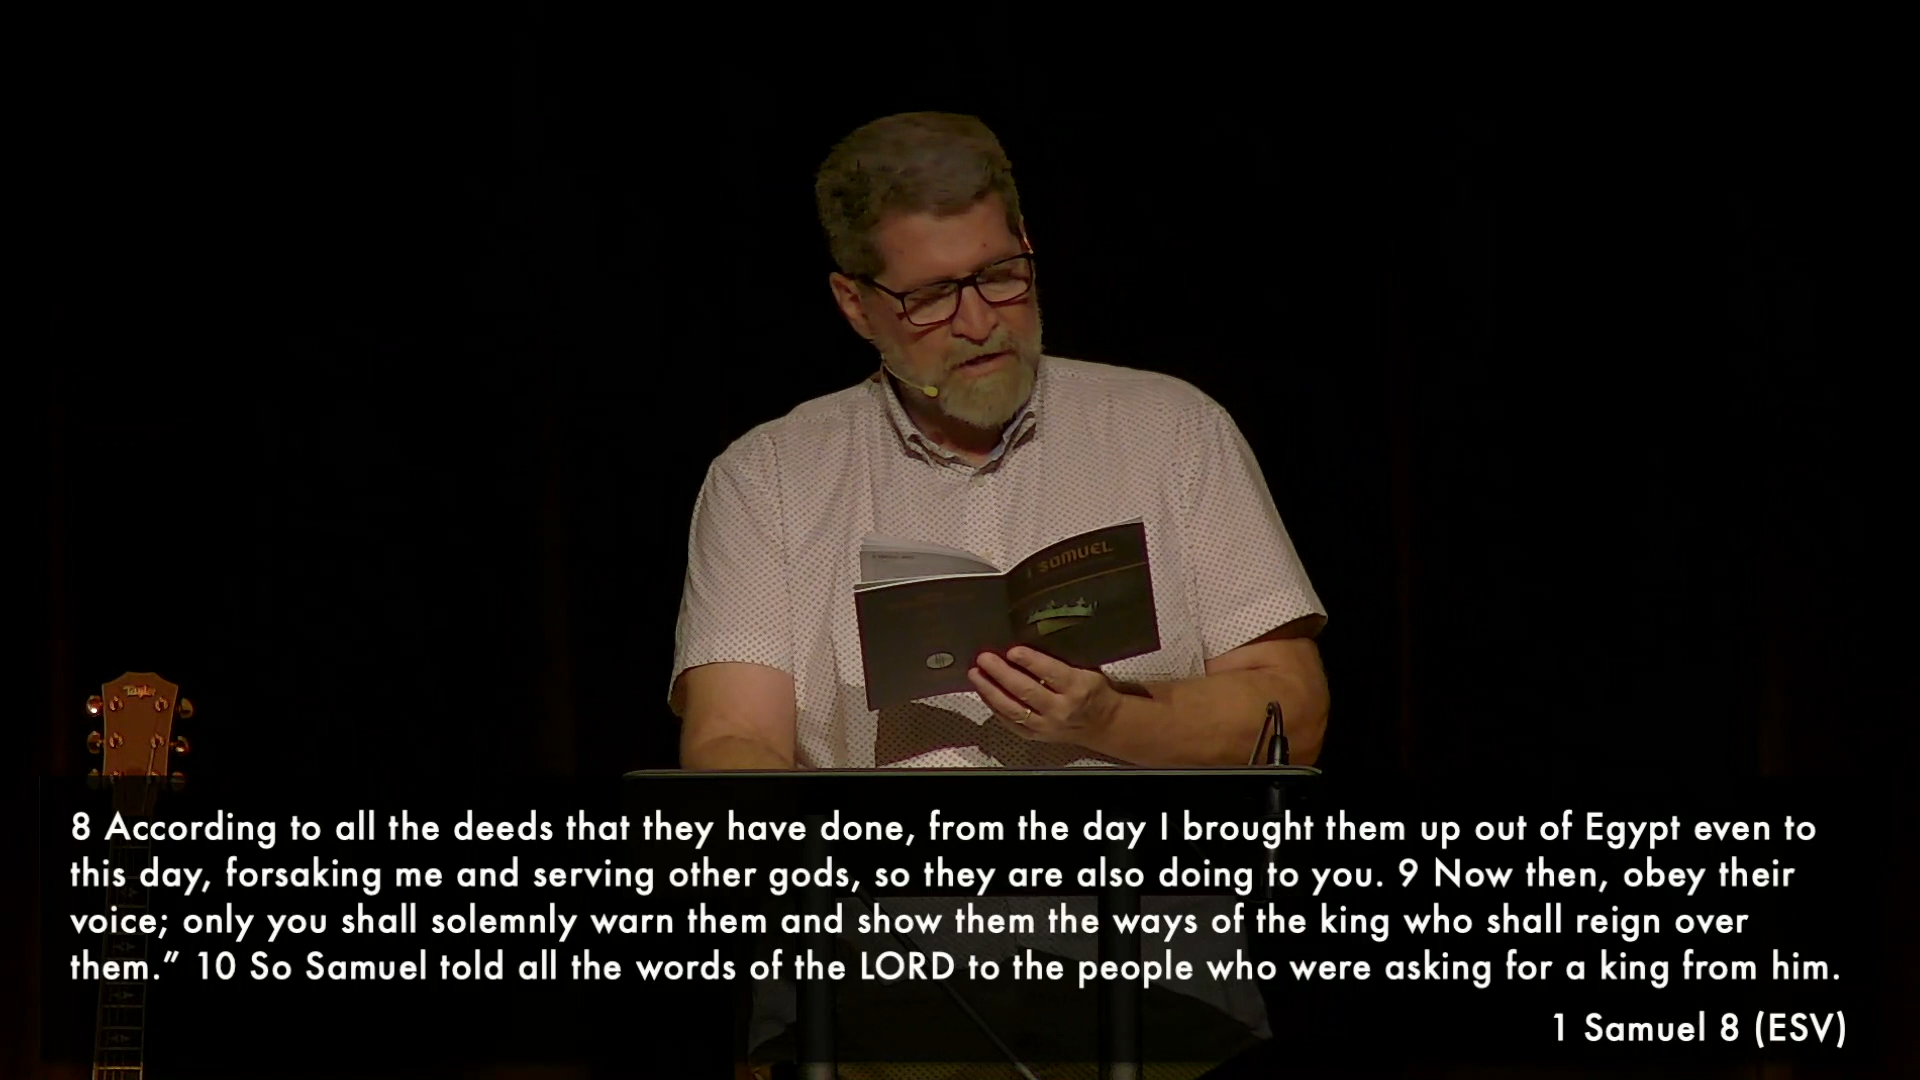 Taylor
1 SAMUEL
8 According to all the deeds that they have done, from the day I brought them up out of Egypt even to
this day, forsaking me and serving other gods, so they are also doing to you. 9 Now then, obey their
voice; only you shall solemnly warn them and show them the ways of the king who shall reign over
them.” 10 So Samuel told all the words of the LORD to the people who were asking for a king from him.
1 Samuel 8 (ESV)